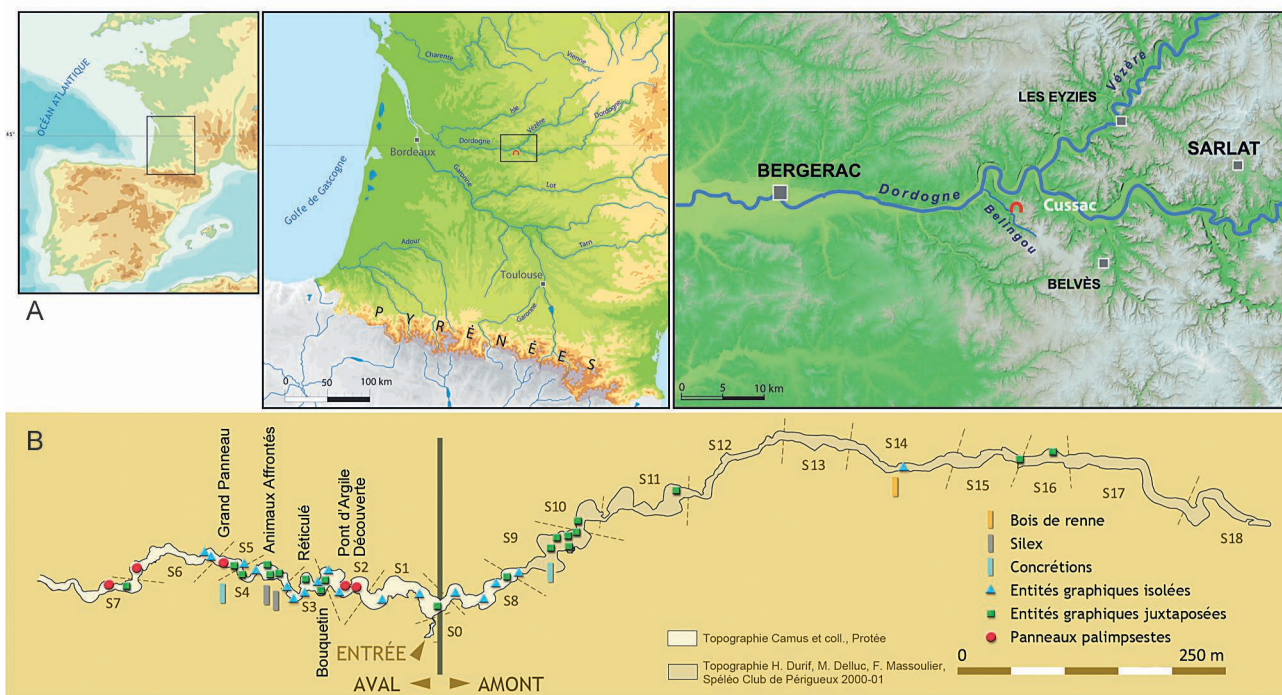 OCÉAN ATLANTIQUE
45°
A
Charente
Vienne
Isle
Vézère
Dordogne
Dordogne
Bordeaux
Garonne
Golfe de Gascogne
Lot
Tarn
Adour
Toulouse
Garonne
PYRÉNÉES
0 50 100 km
Vézère
LES EYZIES
SARLAT
BERGERAC
Dordogne
Cussac
Belingou
BELVÈS
0 5 10 km
B
Grand Panneau
Animaux Affrontés
Réticulé
Pont d'Argile
Découverte
Bouquetin
S7
S6
S5
S4
S3
S2
S1
S0
S8
S9
S10
S11
S12
S13
S14
S15
S16
S17
S18
ENTRÉE
AVAL
AMONT
Topographie Camus et coll., Protée
Topographie H. Durif, M. Delluc, F. Massoulier,
Spéléo Club de Périgueux 2000-01
Bois de renne
Silex
Concrétions
Entités graphiques isolées
Entités graphiques juxtaposées
Panneaux palimpsestes
0 250 m